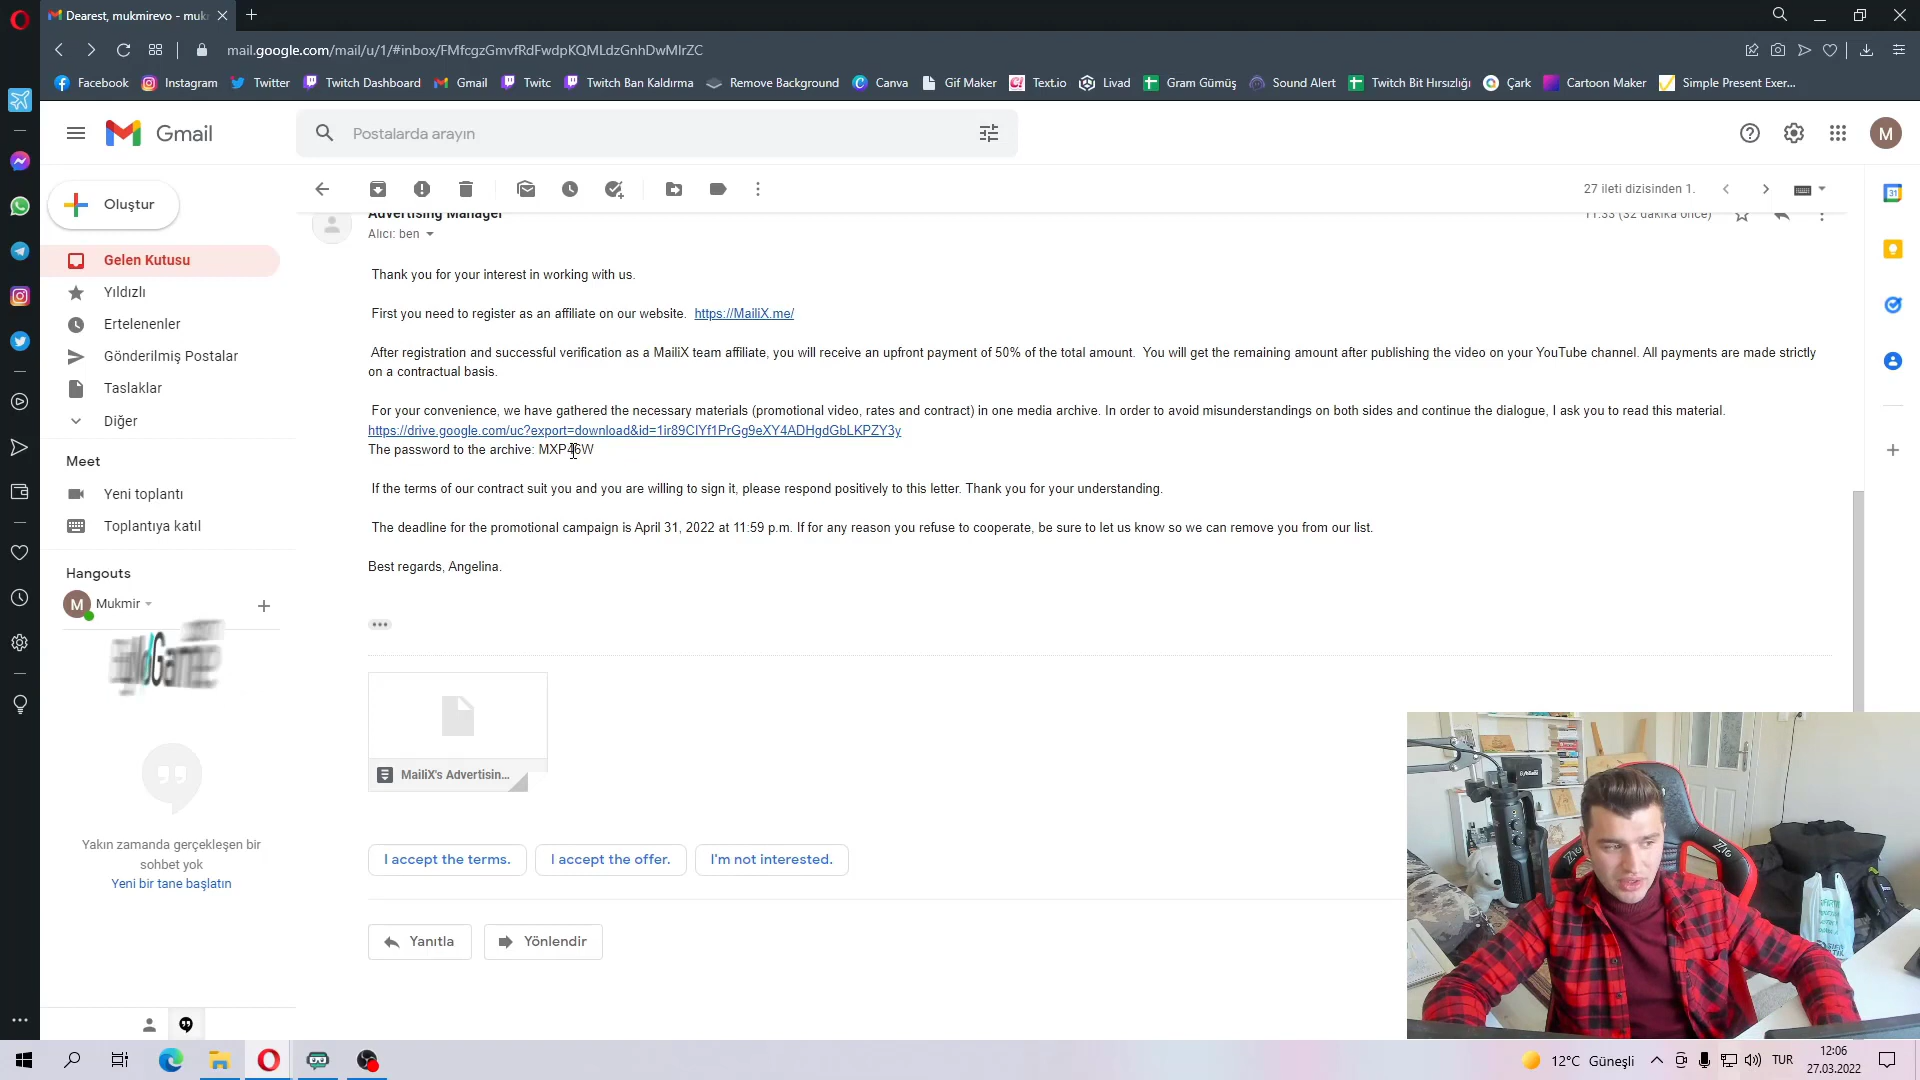 Dearest, mukmirevo - muk
mail.google.com/mail/u/1/#inbox/FMfcgzGmvfRdFwdpKQMLdzGnhDwMlrZC
Facebook Instagram Twitter Twitch Dashboard Gmail Twitc Twitch Ban Kaldırma Remove Background Canva Gif Maker Text.io Livad Gram Gümüş Sound Alert Twitch Bit Hırsızlığı Çark Cartoon Maker Simple Present Exer...
Gmail
Postalarda arayın
M
Oluştur
27 ileti dizisinden 1.
Gelen Kutusu
Yıldızlı
Ertelenenler
Gönderilmiş Postalar
Taslaklar
Diğer
Meet
Yeni toplantı
Toplantıya katıl
Hangouts
M Mukmir
Yakın zamanda gerçekleşen bir
sohbet yok
Yeni bir tane başlatın
Advertising Manager
11:33 (32 dakika önce)
Alıcı: ben
Thank you for your interest in working with us.
First you need to register as an affiliate on our website. https://MailiX.me/
After registration and successful verification as a MailiX team affiliate, you will receive an upfront payment of 50% of the total amount. You will get the remaining amount after publishing the video on your YouTube channel. All payments are made strictly
on a contractual basis.
For your convenience, we have gathered the necessary materials (promotional video, rates and contract) in one media archive. In order to avoid misunderstandings on both sides and continue the dialogue, I ask you to read this material.
https://drive.google.com/uc?export=download&id=1ir89CIYf1PrGg9eXY4ADHgdGbLKPZY3y
The password to the archive: MXP46W
If the terms of our contract suit you and you are willing to sign it, please respond positively to this letter. Thank you for your understanding.
The deadline for the promotional campaign is April 31, 2022 at 11:59 p.m. If for any reason you refuse to cooperate, be sure to let us know so we can remove you from our list.
Best regards, Angelina.
MailiX's Advertisin...
I accept the terms.
I accept the offer.
I'm not interested.
Yanıtla
Yönlendir
31
12°C Güneşli
TUR
12:06
27.03.2022